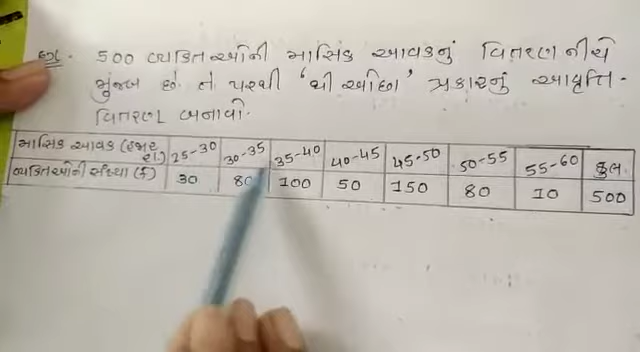 ઉદા. 500 વ્યક્તિઓની માસિક આવકનું વિતરણ નીચે
મુજબ છે. તે પરથી 'થી ઓછા' પ્રકારનું આવૃત્તિ-
વિતરણ બનાવો.
માસિક આવક (હજાર રૂ.) 25-30 30-35 35-40 40-45 45-50 50-55 55-60 કુલ
વ્યક્તિઓની સંખ્યા (f) 30 80 100 50 150 80 10 500